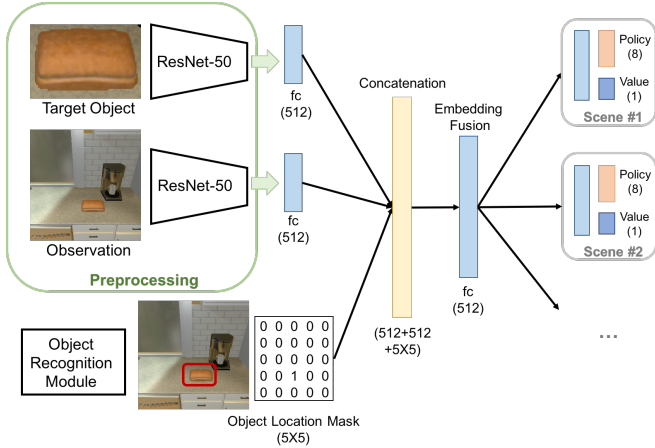 ResNet-50
Target Object
fc
(512)
ResNet-50
Observation
fc
(512)
Preprocessing
Object
Recognition
Module
0 0 0 0 0
0 0 0 0 0
0 0 0 0 0
0 0 1 0 0
0 0 0 0 0
Object Location Mask
(5X5)
Concatenation
(512+512
+5X5)
Embedding
Fusion
fc
(512)
Policy
(8)
Value
(1)
Scene #1
Policy
(8)
Value
(1)
Scene #2
...